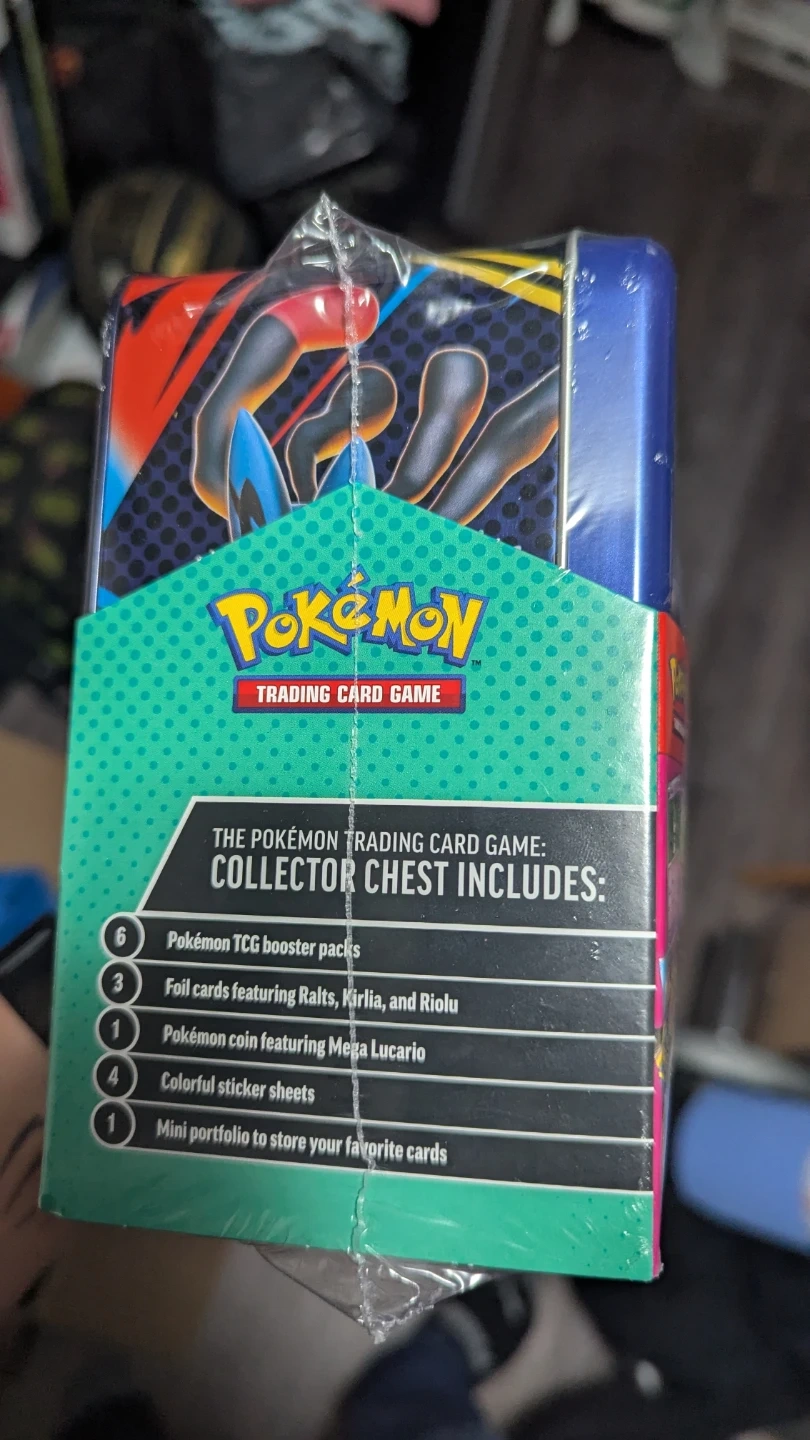 POKéMON™
TRADING CARD GAME
THE POKÉMON TRADING CARD GAME:
COLLECTOR CHEST INCLUDES:
6 Pokémon TCG booster packs
3 Foil cards featuring Ralts, Kirlia, and Riolu
1 Pokémon coin featuring Mega Lucario
4 Colorful sticker sheets
1 Mini portfolio to store your favorite cards